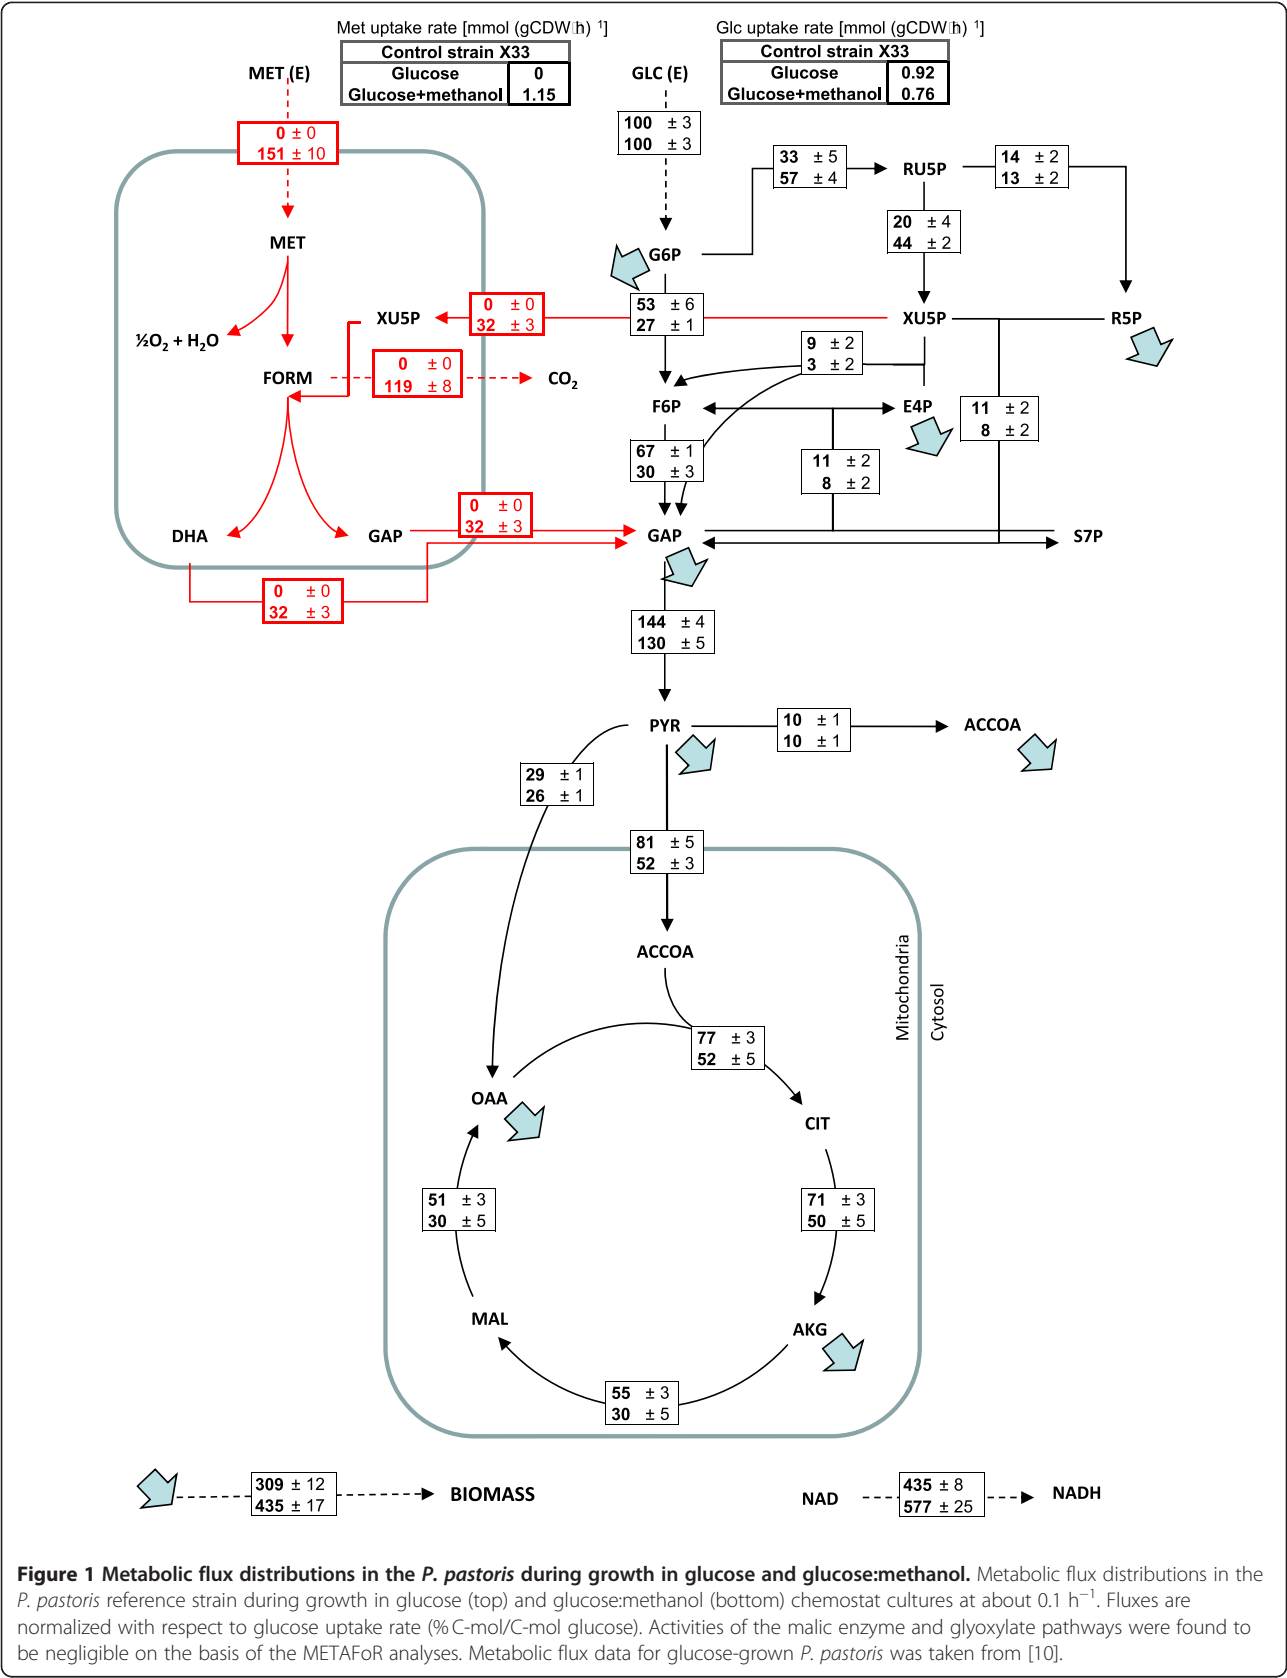 Met uptake rate [mmol (gCDW·h)⁻¹]
Control strain X33
Glucose 0
Glucose+methanol 1.15
Glc uptake rate [mmol (gCDW·h)⁻¹]
Control strain X33
Glucose 0.92
Glucose+methanol 0.76
MET (E)
GLC (E)
0 ± 0
151 ± 10
100 ± 3
100 ± 3
33 ± 5
57 ± 4
RU5P
14 ± 2
13 ± 2
20 ± 4
44 ± 2
MET
G6P
0 ± 0
32 ± 3
53 ± 6
27 ± 1
XU5P
XU5P
R5P
½O₂ + H₂O
9 ± 2
3 ± 2
FORM
0 ± 0
119 ± 8
CO₂
F6P
E4P
11 ± 2
8 ± 2
67 ± 1
30 ± 3
11 ± 2
8 ± 2
0 ± 0
32 ± 3
DHA
GAP
GAP
S7P
0 ± 0
32 ± 3
144 ± 4
130 ± 5
PYR
10 ± 1
10 ± 1
ACCOA
29 ± 1
26 ± 1
81 ± 5
52 ± 3
ACCOA
Mitochondria
Cytosol
77 ± 3
52 ± 5
OAA
CIT
51 ± 3
30 ± 5
71 ± 3
50 ± 5
MAL
AKG
55 ± 3
30 ± 5
309 ± 12
435 ± 17
BIOMASS
NAD
435 ± 8
577 ± 25
NADH
Figure 1 Metabolic flux distributions in the P. pastoris during growth in glucose and glucose:methanol. Metabolic flux distributions in the
P. pastoris reference strain during growth in glucose (top) and glucose:methanol (bottom) chemostat cultures at about 0.1 h⁻¹. Fluxes are
normalized with respect to glucose uptake rate (% C-mol/C-mol glucose). Activities of the malic enzyme and glyoxylate pathways were found to
be negligible on the basis of the METAFoR analyses. Metabolic flux data for glucose-grown P. pastoris was taken from [10].